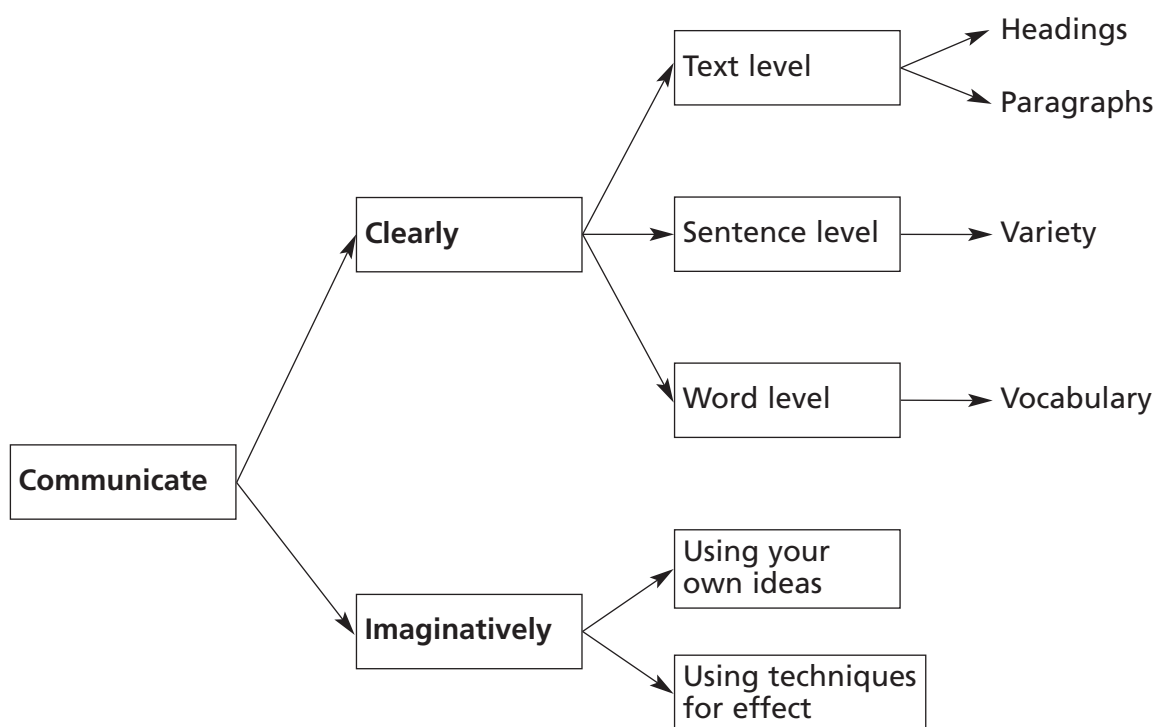 Headings
Text level
Paragraphs
Clearly
Sentence level
Variety
Word level
Vocabulary
Communicate
Using your
own ideas
Imaginatively
Using techniques
for effect